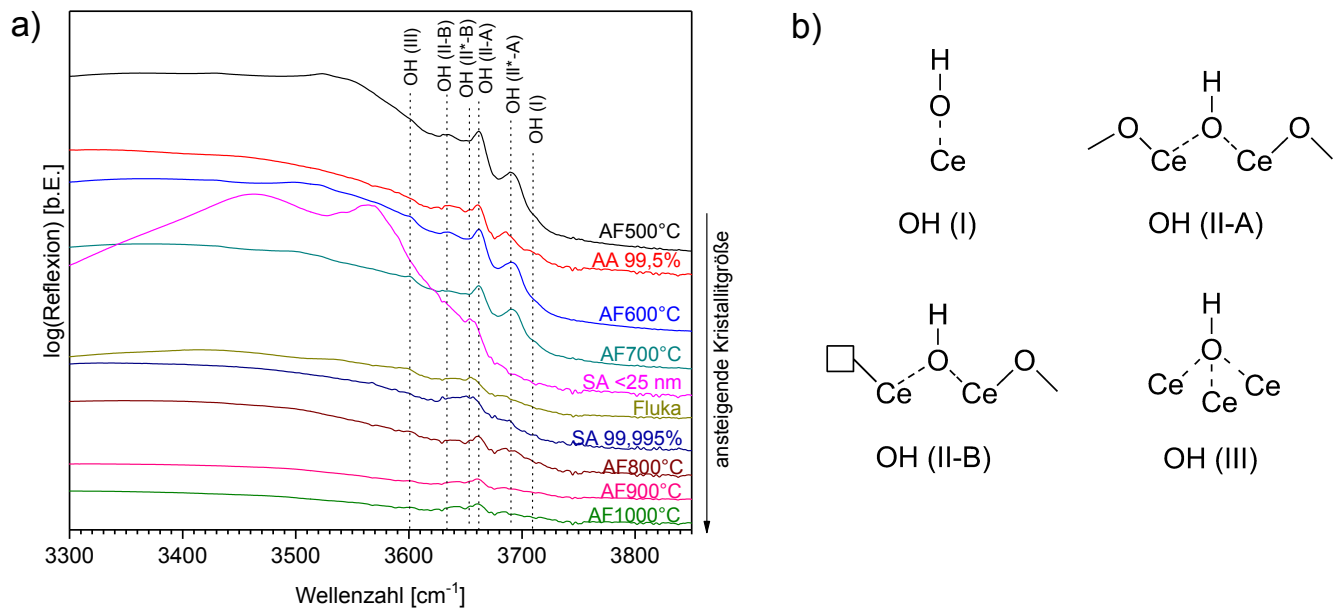 a)
OH (III)
OH (II-B)
OH (II*-B)
OH (II-A)
OH (II*-A)
OH (I)
log(Reflexion) [b.E.]
AF500°C
AA 99,5%
AF600°C
AF700°C
SA <25 nm
Fluka
SA 99,995%
AF800°C
AF900°C
AF1000°C
ansteigende Kristallitgröße
3300 3400 3500 3600 3700 3800
Wellenzahl [cm⁻¹]
b)
H
O
Ce
OH (I)
H
O O O
Ce Ce
OH (II-A)
H
O O
Ce Ce
OH (II-B)
H
O
Ce Ce Ce
OH (III)